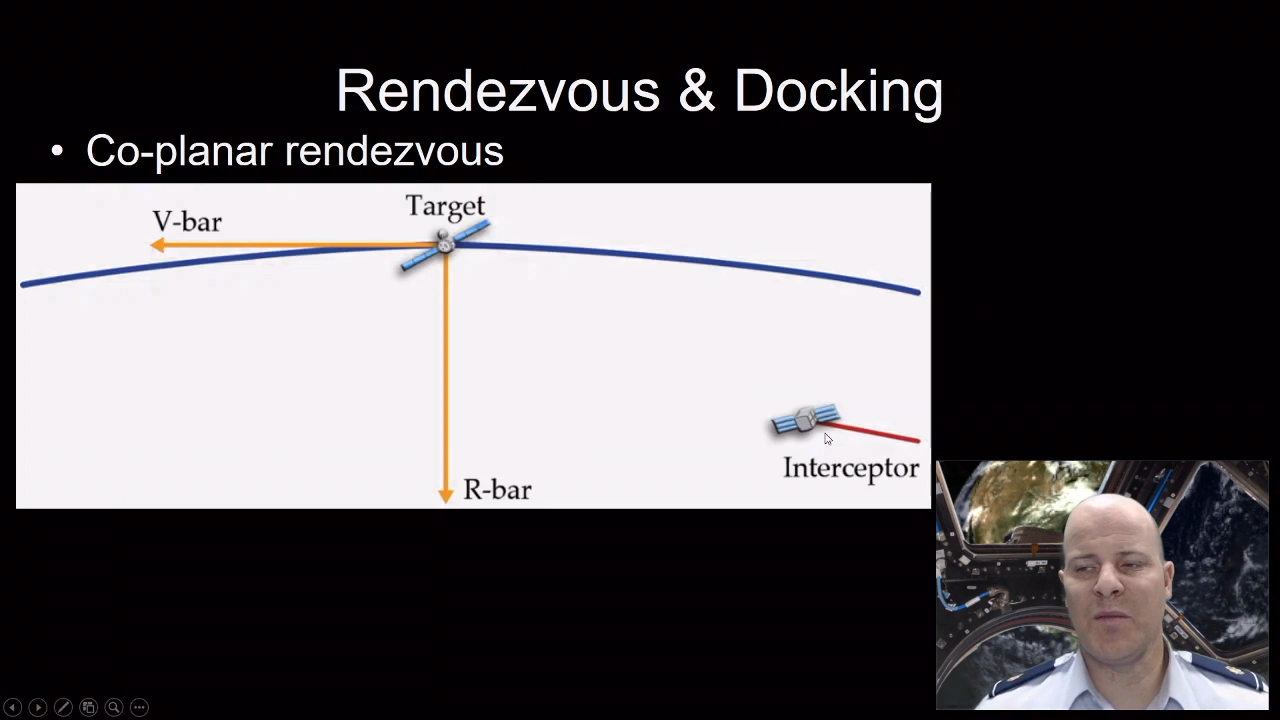 Rendezvous & Docking
• Co-planar rendezvous
V-bar
Target
Interceptor
R-bar